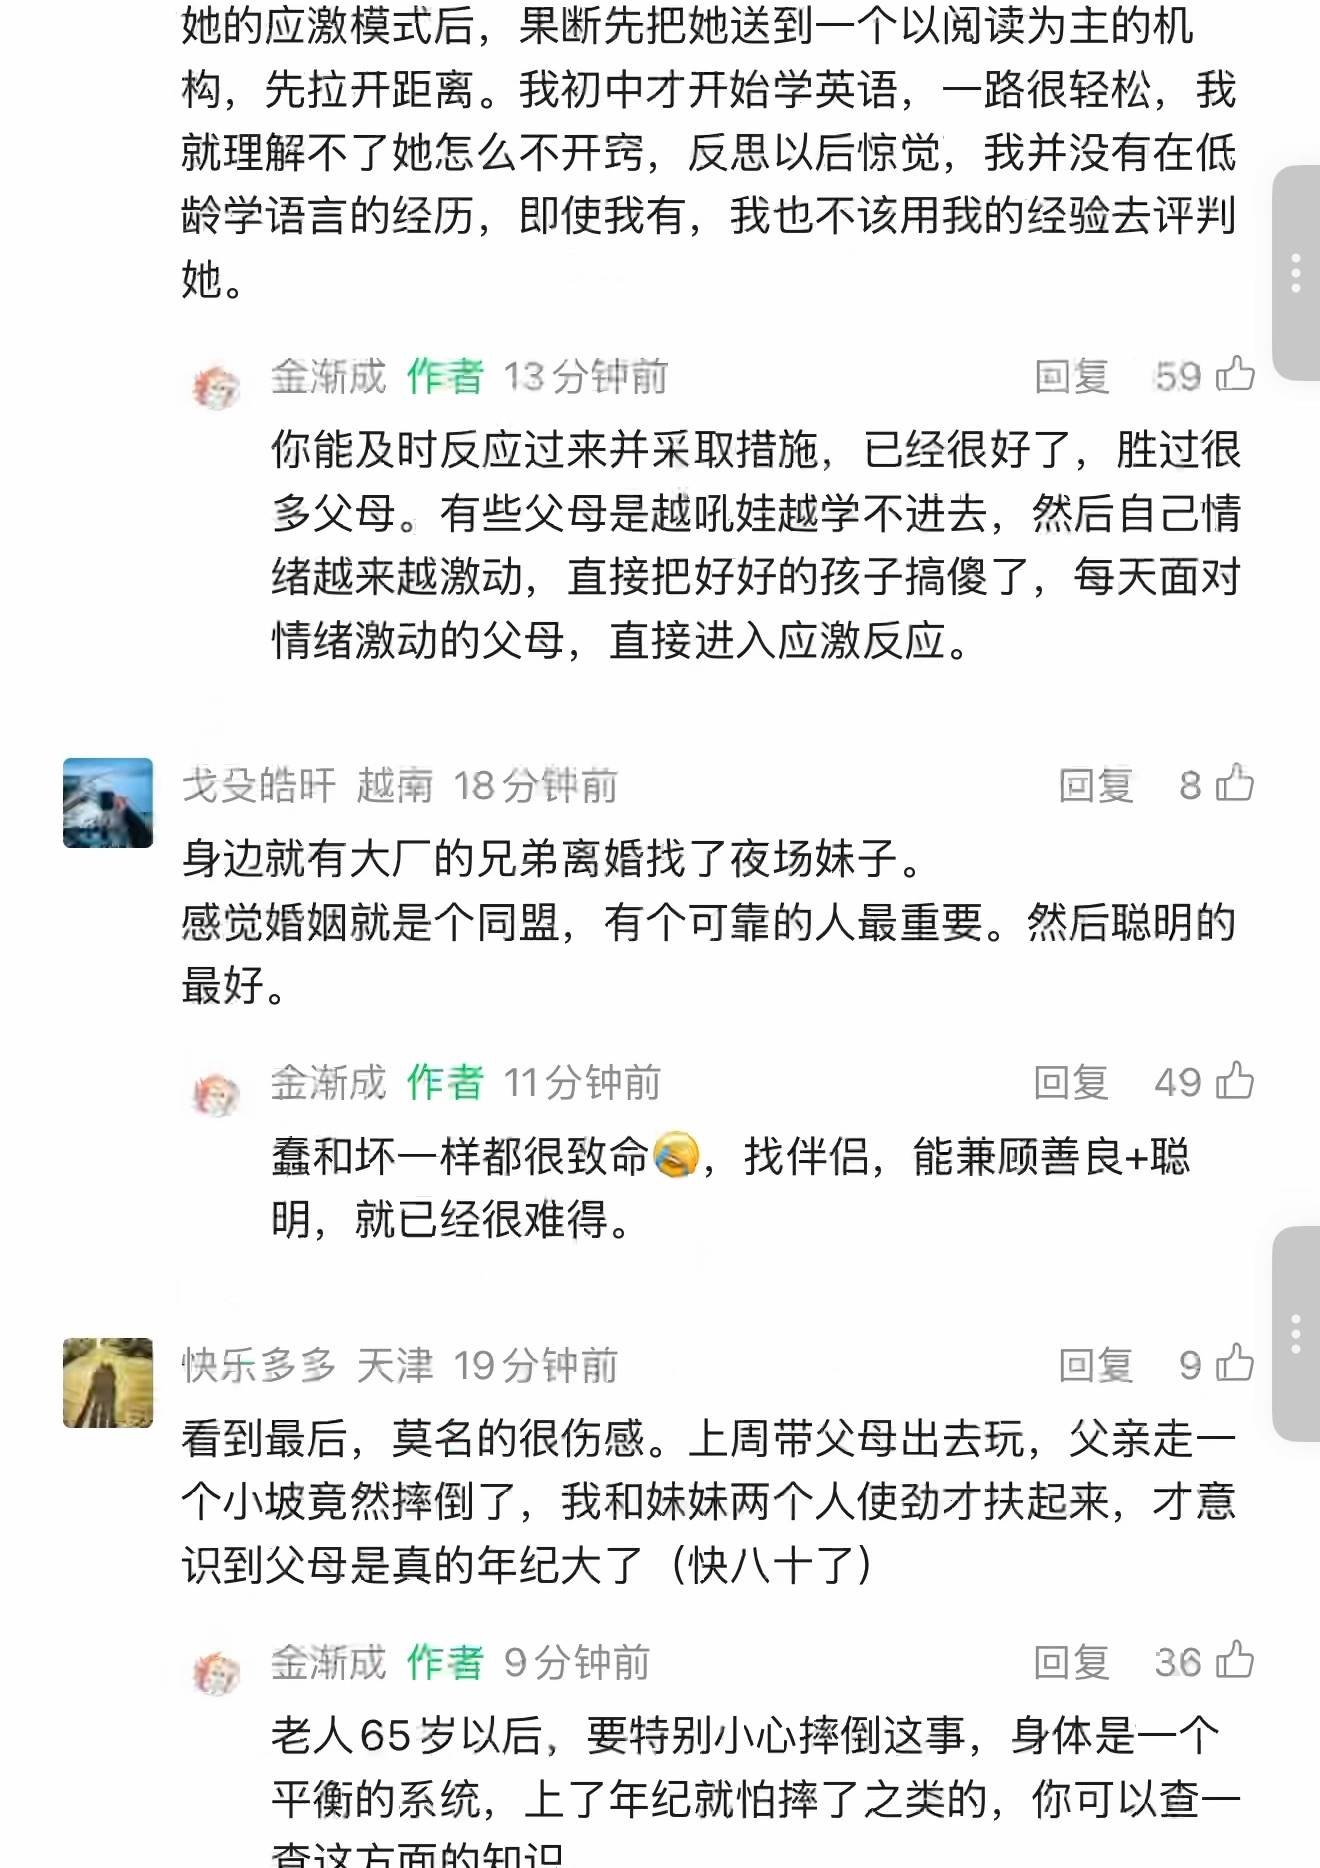 她的应激模式后，果断先把她送到一个以阅读为主的机
构，先拉开距离。我初中才开始学英语，一路很轻松，我
就理解不了她怎么不开窍，反思以后惊觉，我并没有在低
龄学语言的经历，即使我有，我也不该用我的经验去评判
她。
金渐成 作者 13分钟前 回复 59
你能及时反应过来并采取措施，已经很好了，胜过很
多父母。有些父母是越吼娃越学不进去，然后自己情
绪越来越激动，直接把好好的孩子搞傻了，每天面对
情绪激动的父母，直接进入应激反应。
戈殳皓旰 越南 18分钟前 回复 8
身边就有大厂的兄弟离婚找了夜场妹子。
感觉婚姻就是个同盟，有个可靠的人最重要。然后聪明的
最好。
金渐成 作者 11分钟前 回复 49
蠢和坏一样都很致命😂，找伴侣，能兼顾善良+聪
明，就已经很难得。
快乐多多 天津 19分钟前 回复 9
看到最后，莫名的很伤感。上周带父母出去玩，父亲走一
个小坡竟然摔倒了，我和妹妹两个人使劲才扶起来，才意
识到父母是真的年纪大了（快八十了）
金渐成 作者 9分钟前 回复 36
老人65岁以后，要特别小心摔倒这事，身体是一个
平衡的系统，上了年纪就怕摔了之类的，你可以查一
查这方面的知识